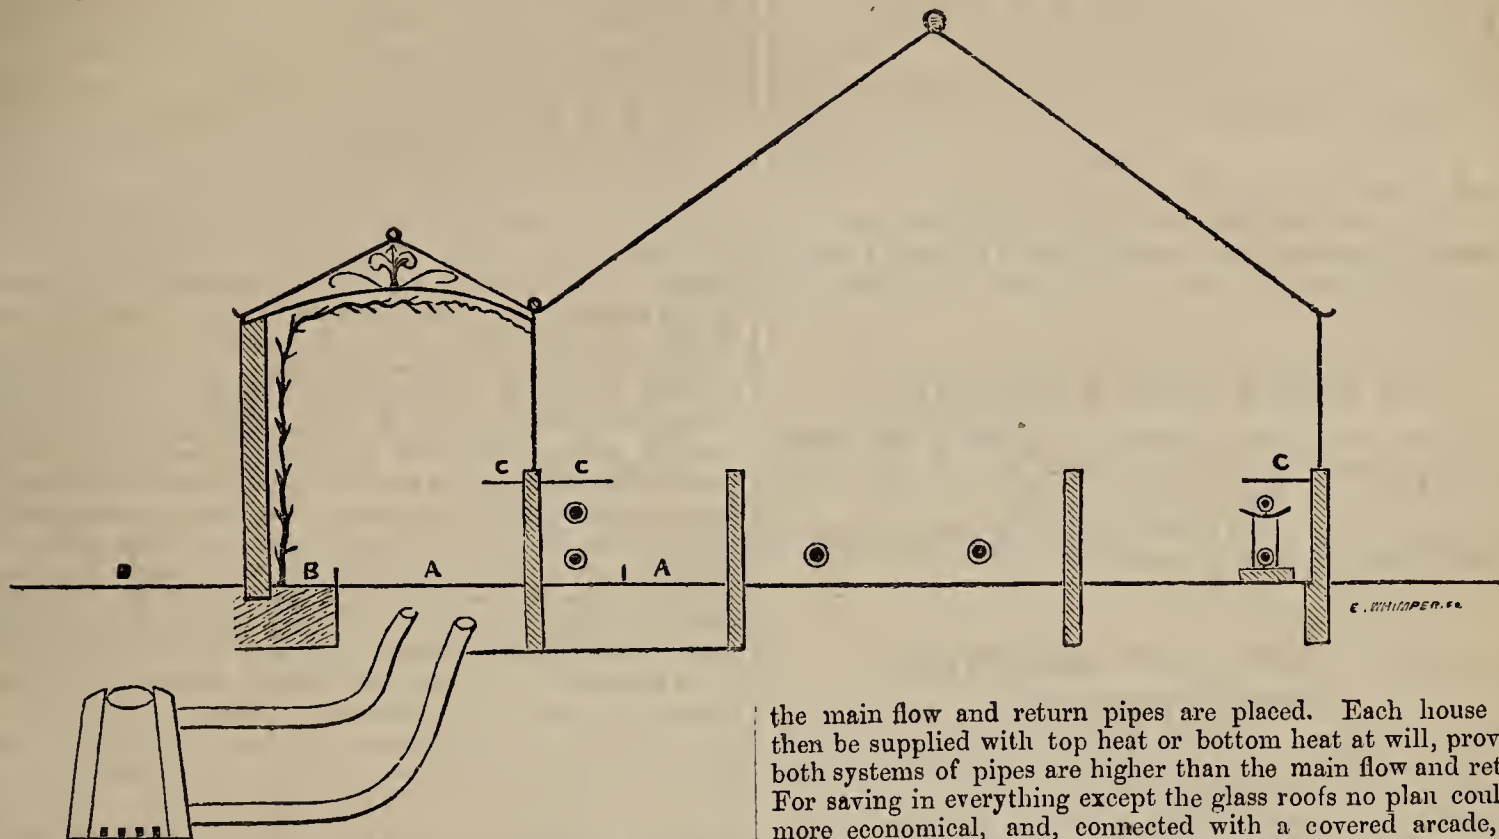 C C C
B B A A
E. WHIMPER. SC.
the main flow and return pipes are placed. Each house
then be supplied with top heat or bottom heat at will, prov
both systems of pipes are higher than the main flow and ret
For saving in everything except the glass roofs no plan coul
more economical, and, connected with a covered arcade,